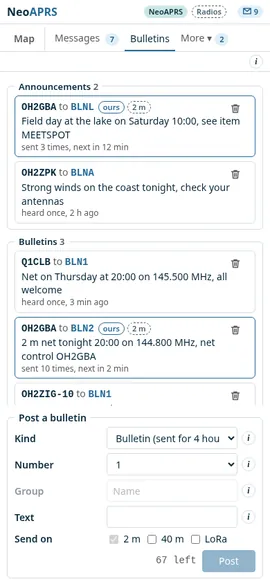 NeoAPRS NeoAPRS Radios 9
Map Messages 7 Bulletins More ▾ 2
i
Announcements 2
OH2GBA to BLNL ours 2 m
Field day at the lake on Saturday 10:00, see item
MEETSPOT
sent 3 times, next in 12 min
OH2ZPK to BLNA
Strong winds on the coast tonight, check your
antennas
heard once, 2 h ago
Bulletins 3
Q1CLB to BLN1
Net on Thursday at 20:00 on 145.500 MHz, all
welcome
heard once, 3 min ago
OH2GBA to BLN2 ours 2 m
2 m net tonight 20:00 on 144.800 MHz, net
control OH2GBA
sent 10 times, next in 2 min
OH2ZIG-10 to BLN1
Post a bulletin
Kind Bulletin (sent for 4 hou i
Number 1 i
Group Name i
Text i
Send on 2 m 40 m LoRa
67 left Post